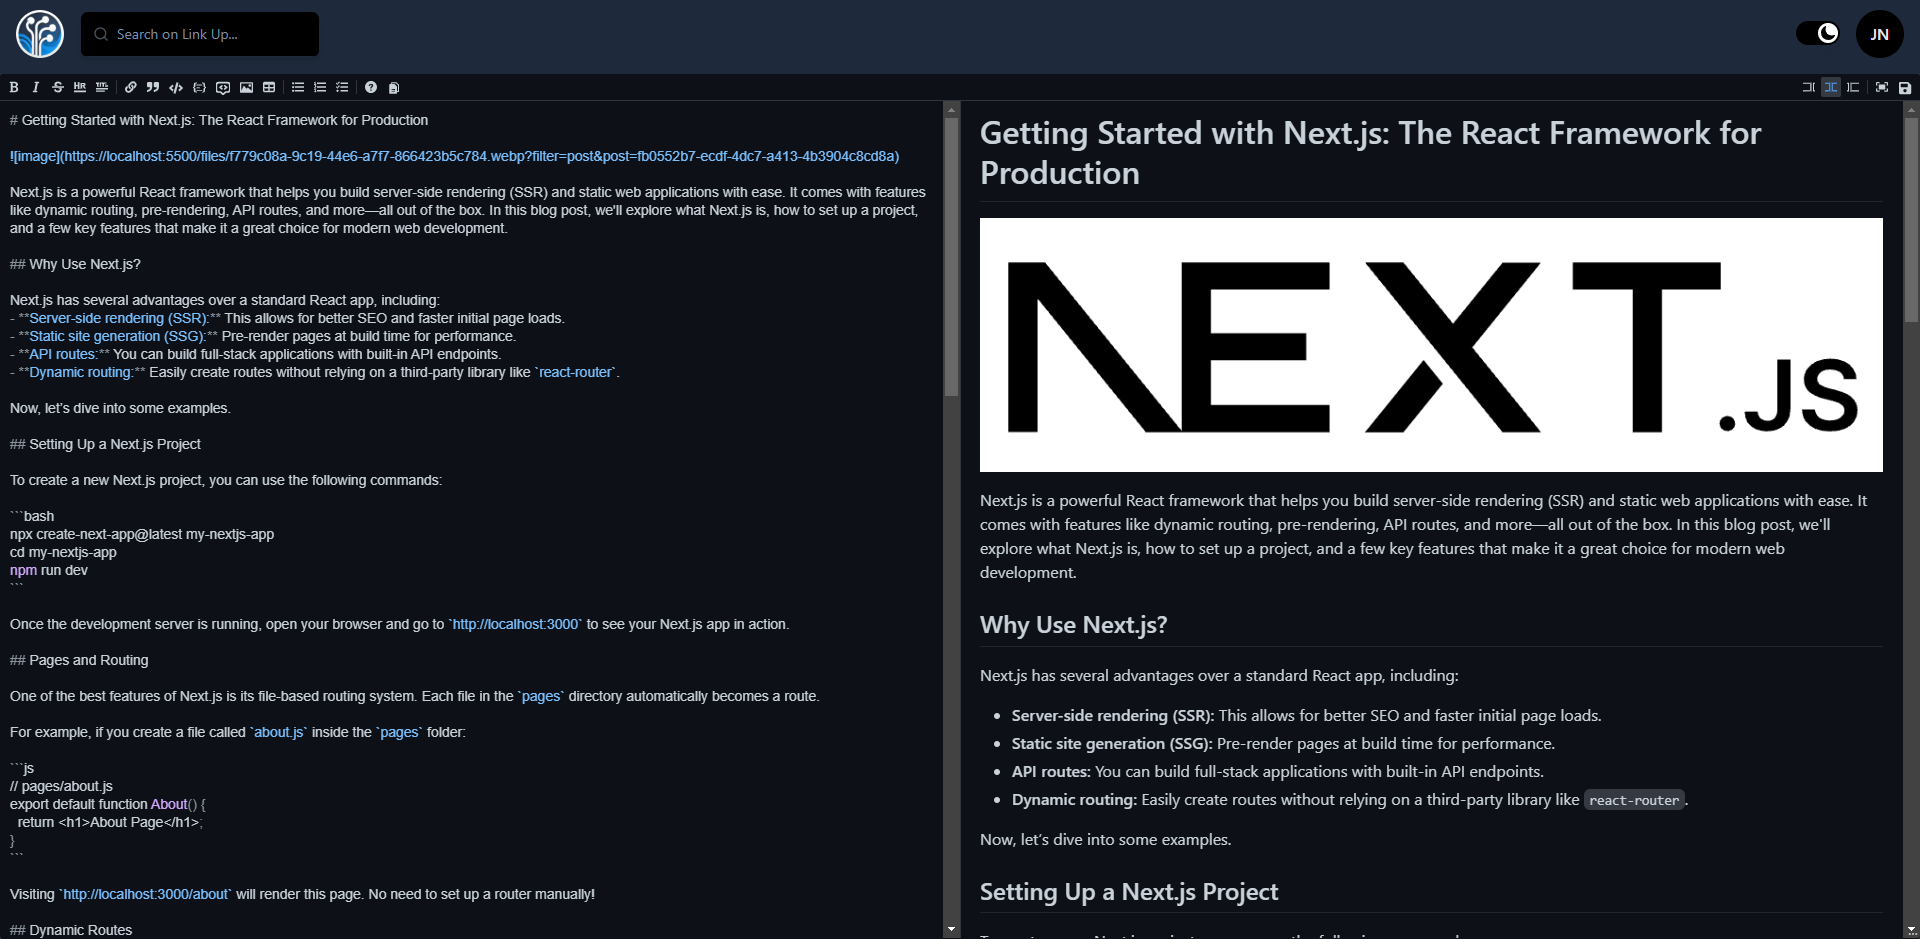 Search on Link Up...
JN
B I S HR TITL
# Getting Started with Next.js: The React Framework for Production
![image](https://localhost:5500/files/f779c08a-9c19-44e6-a7f7-866423b5c784.webp?filter=post&post=fb0552b7-ecdf-4dc7-a413-4b3904c8cd8a)
Next.js is a powerful React framework that helps you build server-side rendering (SSR) and static web applications with ease. It comes with features
like dynamic routing, pre-rendering, API routes, and more—all out of the box. In this blog post, we'll explore what Next.js is, how to set up a project,
and a few key features that make it a great choice for modern web development.
## Why Use Next.js?
Next.js has several advantages over a standard React app, including:
- **Server-side rendering (SSR):** This allows for better SEO and faster initial page loads.
- **Static site generation (SSG):** Pre-render pages at build time for performance.
- **API routes:** You can build full-stack applications with built-in API endpoints.
- **Dynamic routing:** Easily create routes without relying on a third-party library like `react-router`.
Now, let’s dive into some examples.
## Setting Up a Next.js Project
To create a new Next.js project, you can use the following commands:
```bash
npx create-next-app@latest my-nextjs-app
cd my-nextjs-app
npm run dev
```
Once the development server is running, open your browser and go to `http://localhost:3000` to see your Next.js app in action.
## Pages and Routing
One of the best features of Next.js is its file-based routing system. Each file in the `pages` directory automatically becomes a route.
For example, if you create a file called `about.js` inside the `pages` folder:
```js
// pages/about.js
export default function About() {
  return <h1>About Page</h1>;
}
```
Visiting `http://localhost:3000/about` will render this page. No need to set up a router manually!
## Dynamic Routes
Getting Started with Next.js: The React Framework for
Production
NEXT.JS
Next.js is a powerful React framework that helps you build server-side rendering (SSR) and static web applications with ease. It
comes with features like dynamic routing, pre-rendering, API routes, and more—all out of the box. In this blog post, we'll
explore what Next.js is, how to set up a project, and a few key features that make it a great choice for modern web
development.
Why Use Next.js?
Next.js has several advantages over a standard React app, including:
• Server-side rendering (SSR): This allows for better SEO and faster initial page loads.
• Static site generation (SSG): Pre-render pages at build time for performance.
• API routes: You can build full-stack applications with built-in API endpoints.
• Dynamic routing: Easily create routes without relying on a third-party library like react-router.
Now, let’s dive into some examples.
Setting Up a Next.js Project